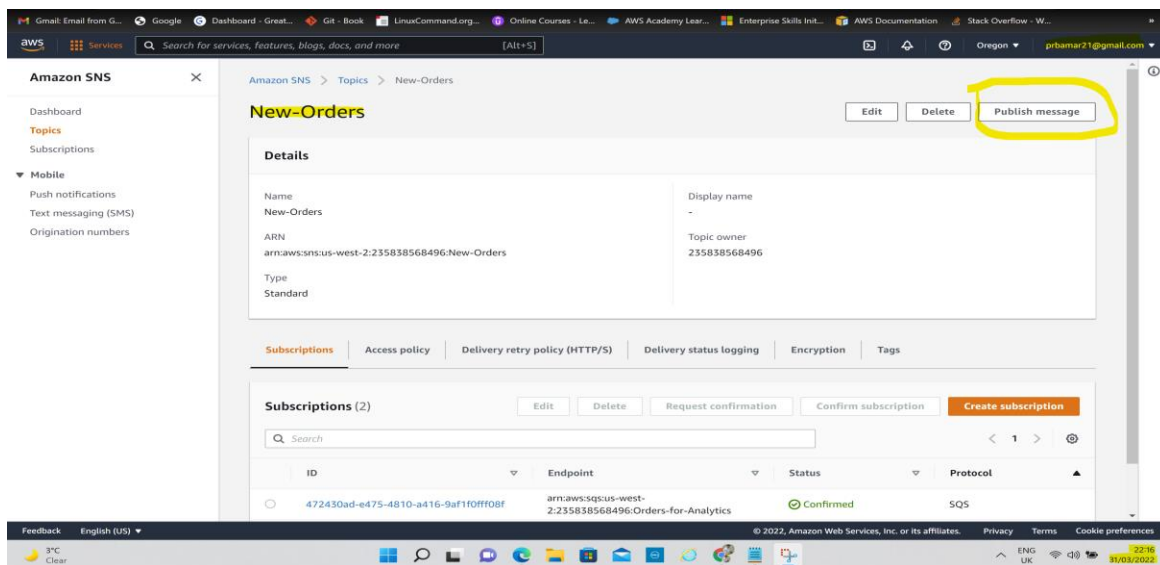 Gmail: Email from G... Google Dashboard - Great... Git - Book LinuxCommand.org... Online Courses - Le... AWS Academy Lear... Enterprise Skills Init... AWS Documentation Stack Overflow - W...
aws Services Search for services, features, blogs, docs, and more [Alt+S] Oregon prbamar21@gmail.com
Amazon SNS
Amazon SNS > Topics > New-Orders
Dashboard
Topics
Subscriptions
Mobile
Push notifications
Text messaging (SMS)
Origination numbers
New-Orders
Edit Delete Publish message
Details
Name
New-Orders
ARN
arn:aws:sns:us-west-2:235838568496:New-Orders
Type
Standard
Display name
-
Topic owner
235838568496
Subscriptions Access policy Delivery retry policy (HTTP/S) Delivery status logging Encryption Tags
Subscriptions (2)
Edit Delete Request confirmation Confirm subscription Create subscription
Search
< 1 >
ID Endpoint Status Protocol
472430ad-e475-4810-a416-9af1f0fff08f arn:aws:sqs:us-west-2:235838568496:Orders-for-Analytics Confirmed SQS
Feedback English (US) © 2022, Amazon Web Services, Inc. or its affiliates. Privacy Terms Cookie preferences
3°C
Clear
ENG
UK
22:16
31/03/2022